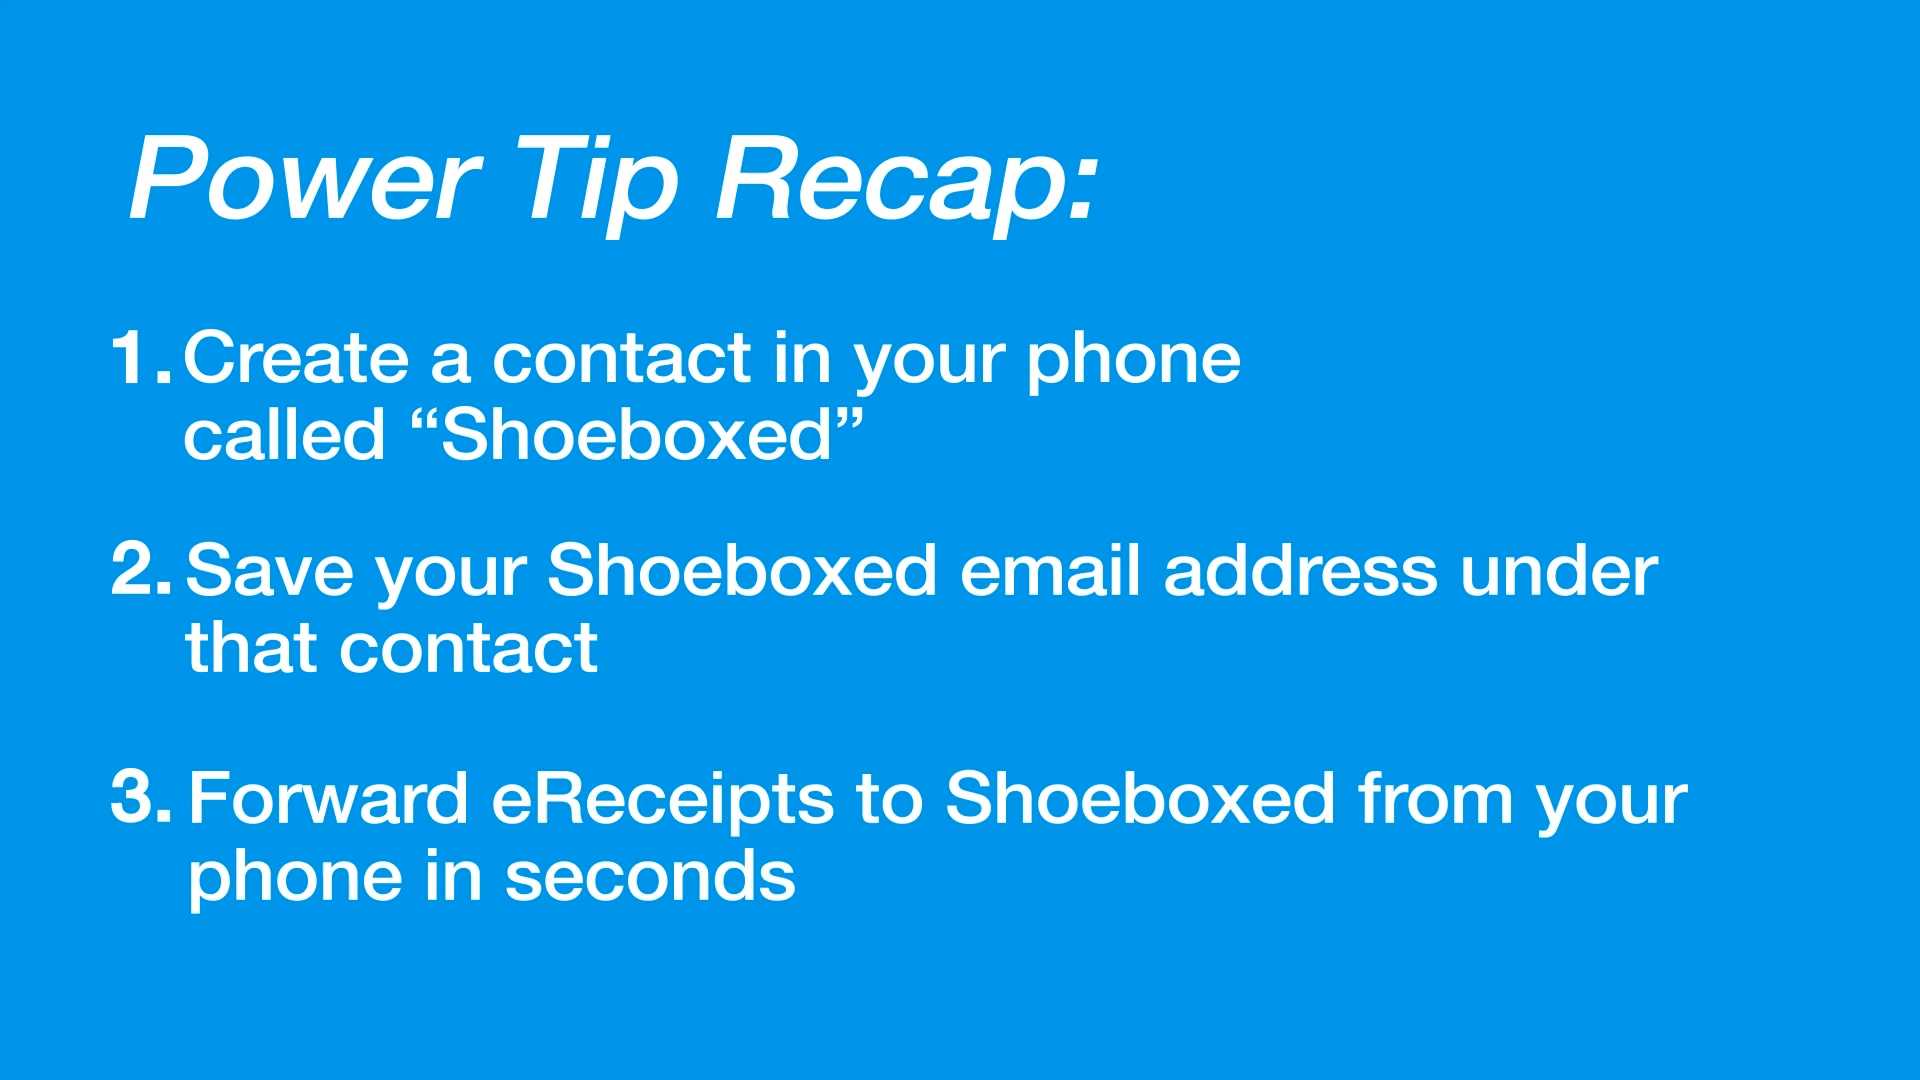 Power Tip Recap:
1. Create a contact in your phone
called “Shoeboxed”
2. Save your Shoeboxed email address under
that contact
3. Forward eReceipts to Shoeboxed from your
phone in seconds